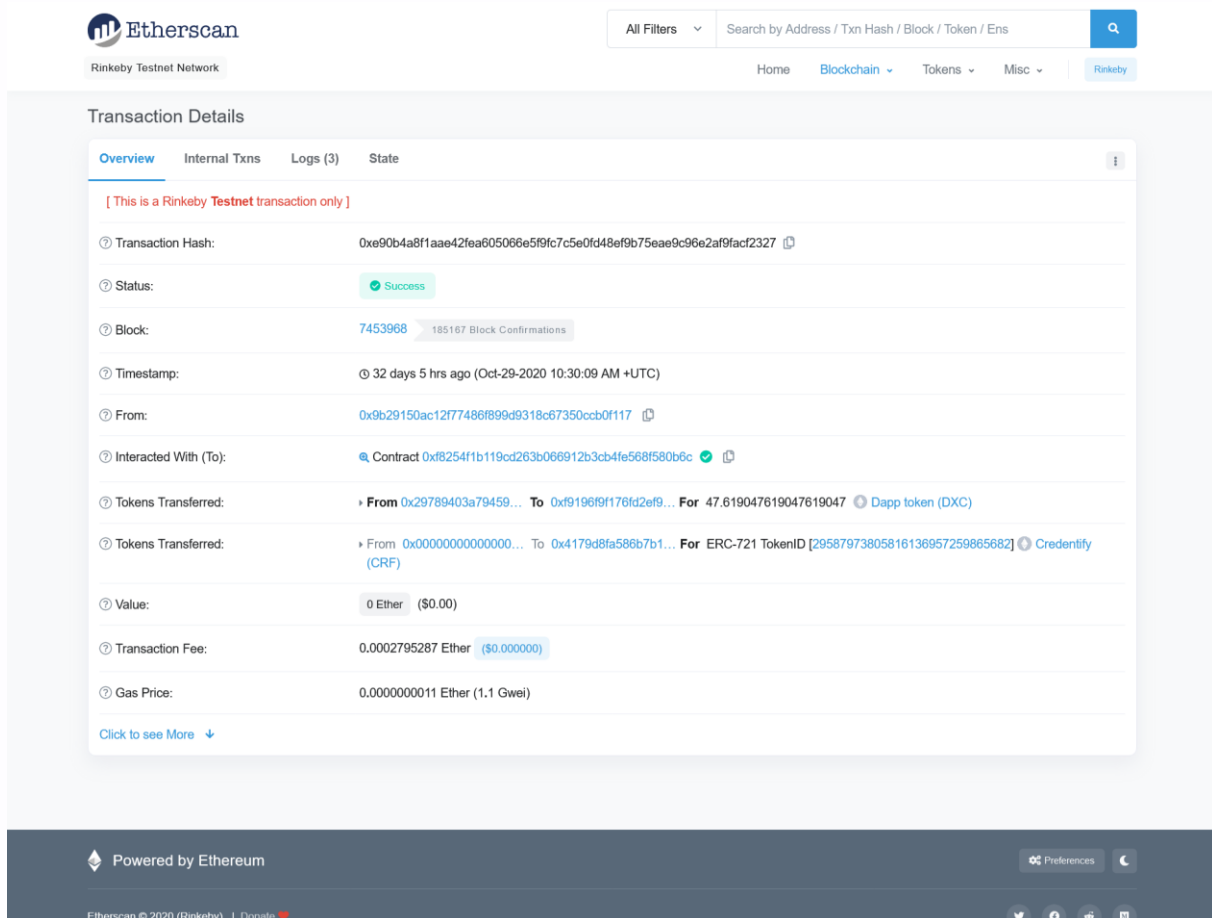 Etherscan
All Filters
Search by Address / Txn Hash / Block / Token / Ens
Rinkeby Testnet Network
Home Blockchain Tokens Misc Rinkeby
Transaction Details
Overview Internal Txns Logs (3) State
[ This is a Rinkeby Testnet transaction only ]
Transaction Hash: 0xe90b4a8f1aae42fea605066e5f9fc7c5e0fd48ef9b75eae9c96e2af9facf2327
Status: Success
Block: 7453968 185167 Block Confirmations
Timestamp: 32 days 5 hrs ago (Oct-29-2020 10:30:09 AM +UTC)
From: 0x9b29150ac12f77486f899d9318c67350ccb0f117
Interacted With (To): Contract 0xf8254f1b119cd263b066912b3cb4fe568f580b6c
Tokens Transferred: From 0x29789403a79459... To 0xf9196f9f176fd2ef9... For 47.619047619047619047 Dapp token (DXC)
Tokens Transferred: From 0x00000000000000... To 0x4179d8fa586b7b1... For ERC-721 TokenID [29587973805816136957259865682] Credentify
(CRF)
Value: 0 Ether ($0.00)
Transaction Fee: 0.0002795287 Ether ($0.000000)
Gas Price: 0.0000000011 Ether (1.1 Gwei)
Click to see More
Powered by Ethereum
Preferences
Etherscan © 2020 (Rinkeby) | Donate